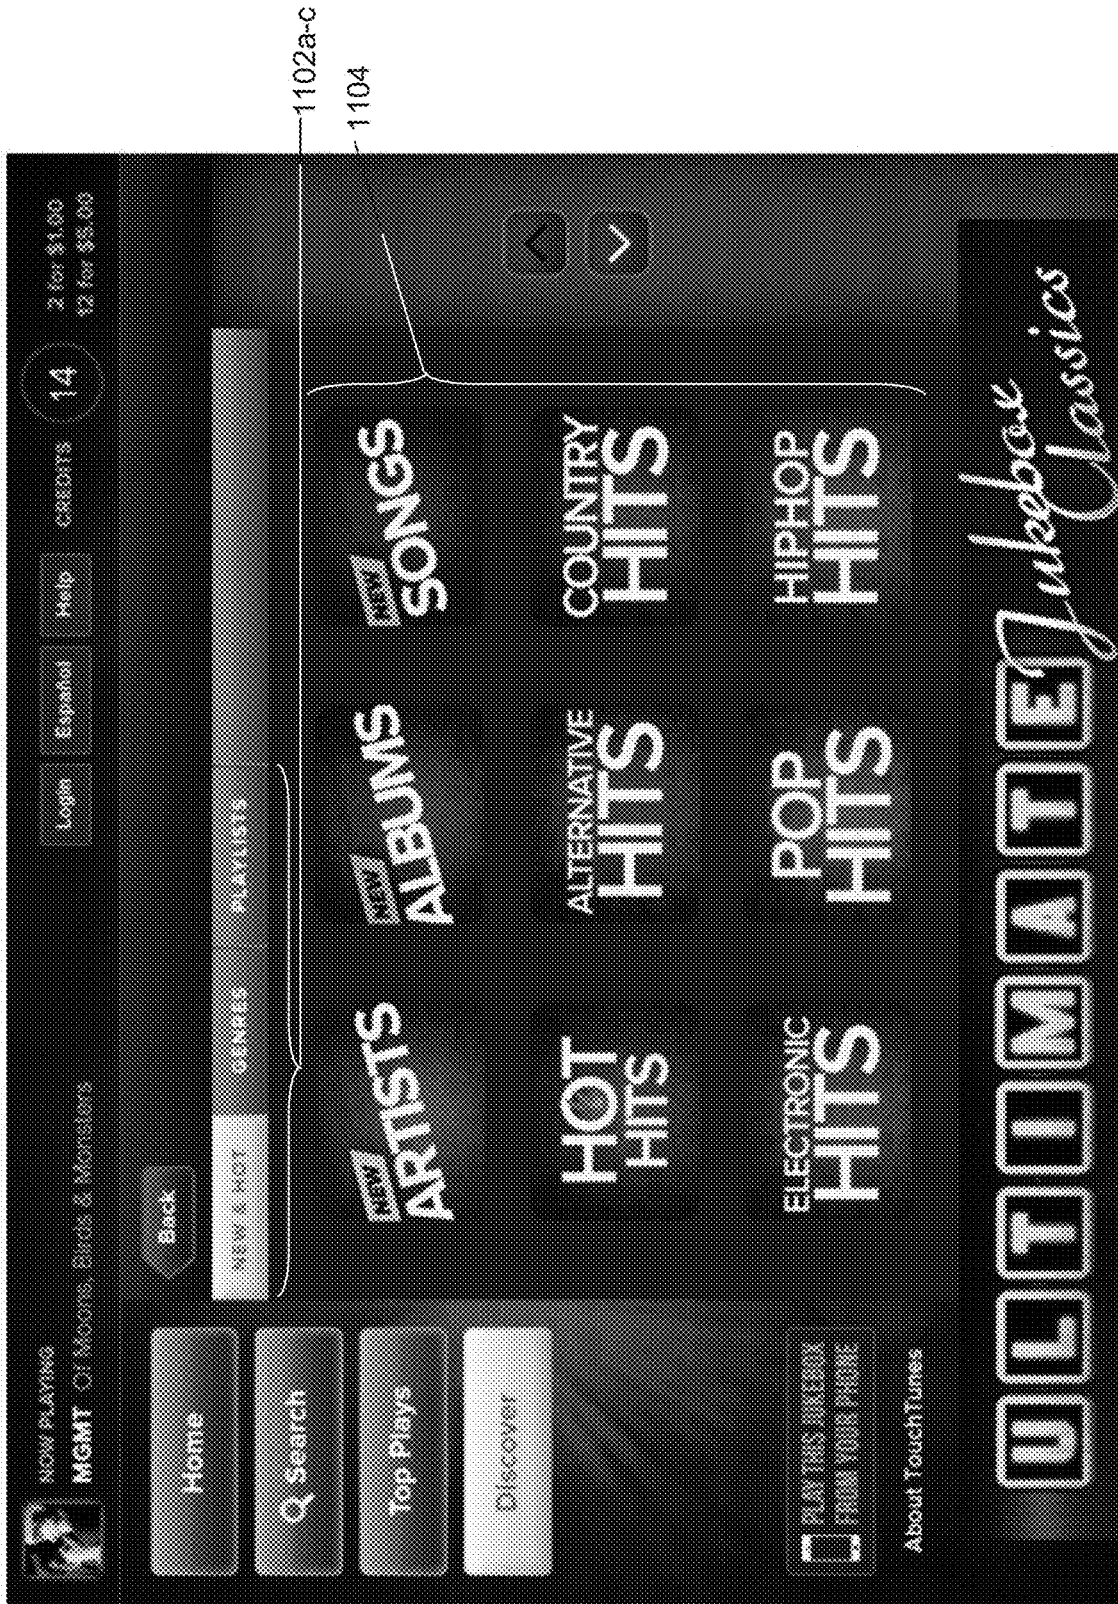 NOW PLAYING
MGMT Of Moons, Birds & Monsters
Login
Español
Help
CREDITS
14
2 for $1.00
12 for $5.00
Home
Search
Top Plays
Discover
Back
NEW & HOT
GENRES
PLAYLISTS
1102a-c
1104
NEW
ARTISTS
NEW
ALBUMS
NEW
SONGS
HOT
HITS
ALTERNATIVE
HITS
COUNTRY
HITS
ELECTRONIC
HITS
POP
HITS
HIPHOP
HITS
PLAY THIS JUKEBOX
FROM YOUR PHONE
About TouchTunes
ULTIMATE Jukebox
Classics